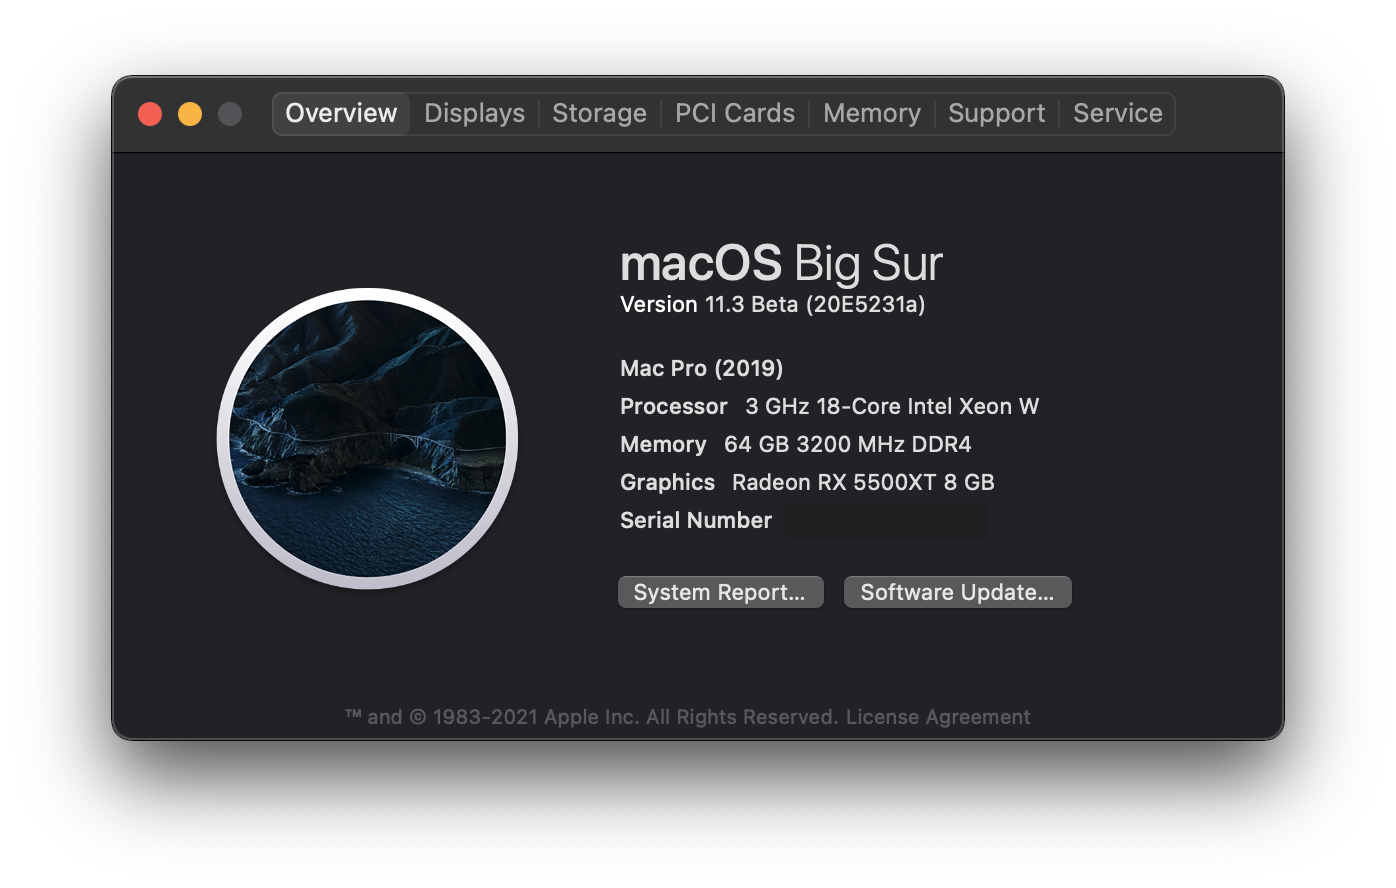 Overview Displays Storage PCI Cards Memory Support Service
macOS Big Sur
Version 11.3 Beta (20E5231a)
Mac Pro (2019)
Processor 3 GHz 18-Core Intel Xeon W
Memory 64 GB 3200 MHz DDR4
Graphics Radeon RX 5500XT 8 GB
Serial Number
System Report... Software Update...
™ and © 1983-2021 Apple Inc. All Rights Reserved. License Agreement